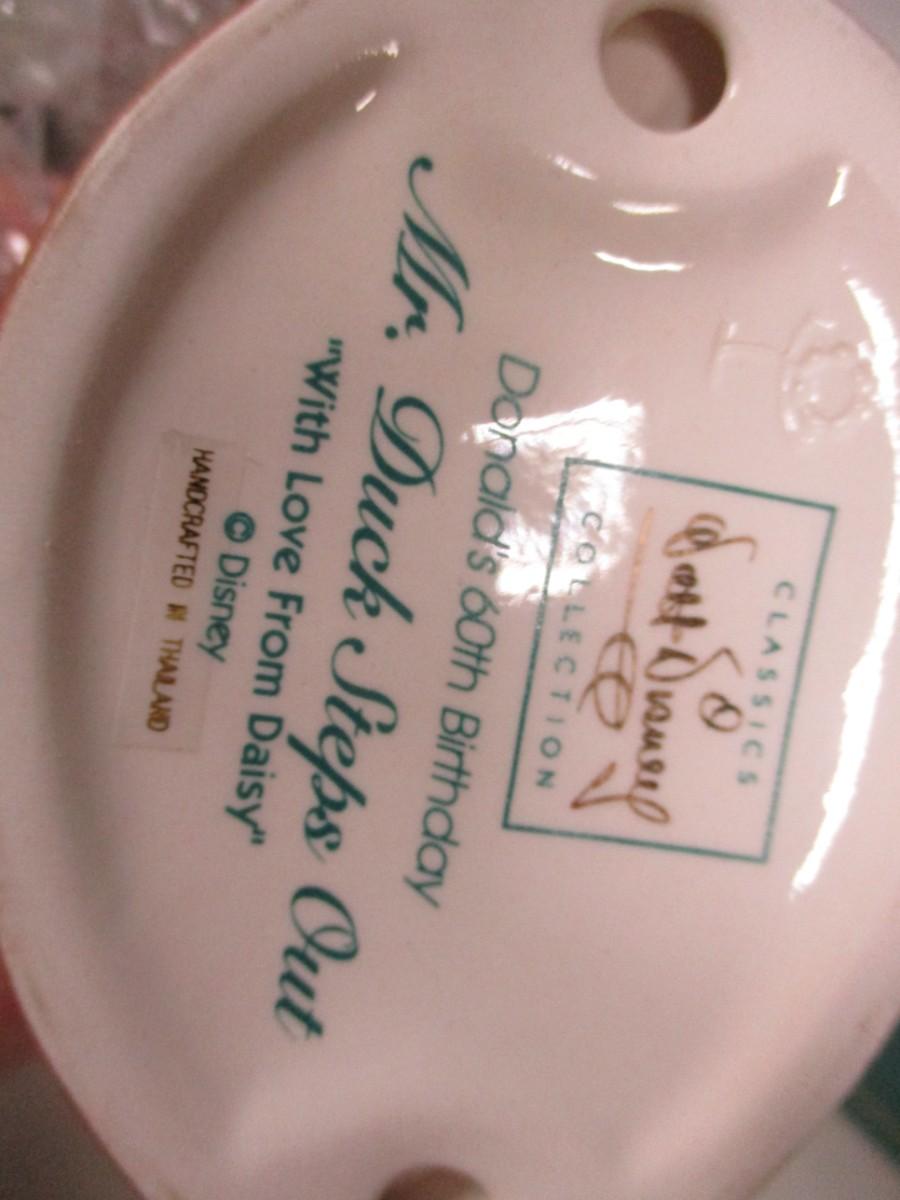 CLASSICS
Walt Disney
COLLECTION
Donald's 60th Birthday
Mr. Duck Steps Out
"With Love From Daisy"
© Disney
HANDCRAFTED IN THAILAND